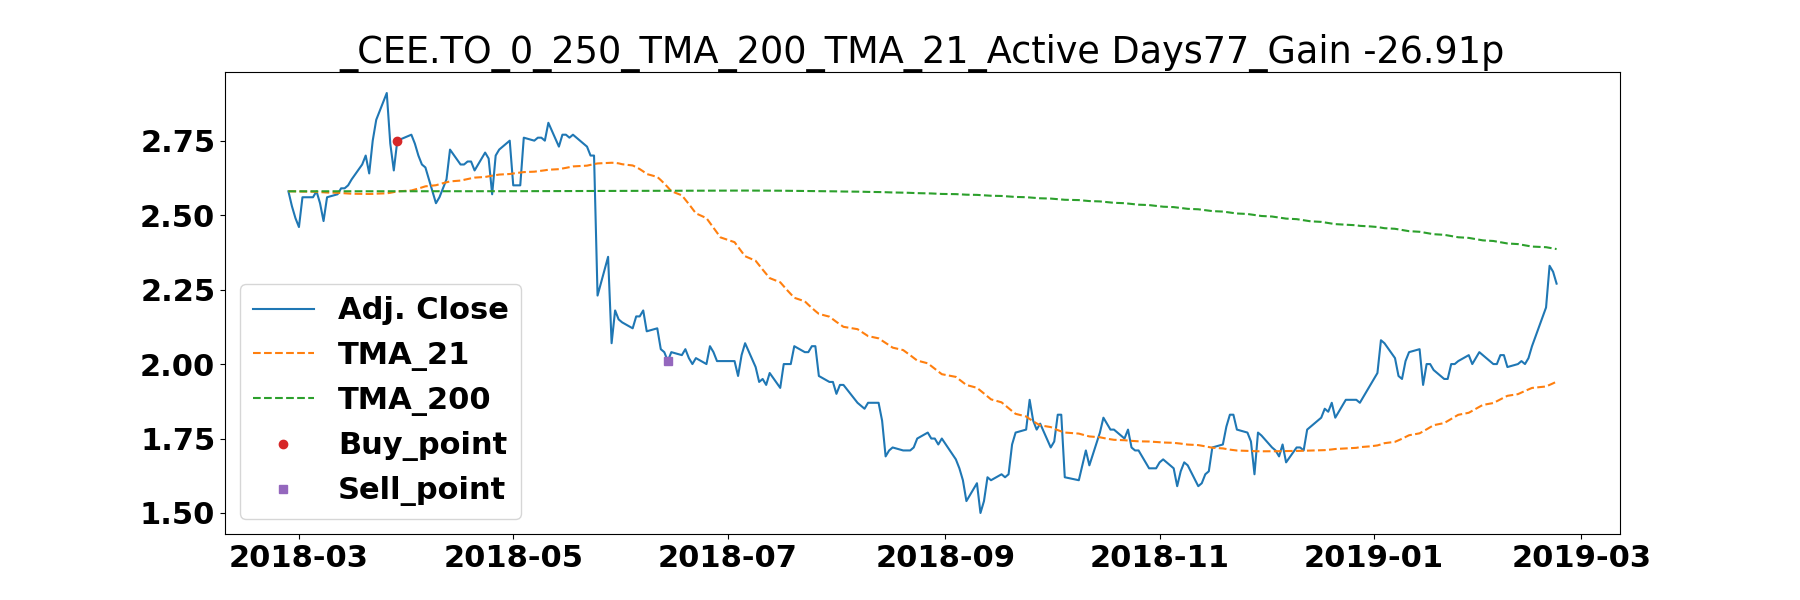 _CEE.TO_0_250_TMA_200_TMA_21_Active Days77_Gain -26.91p
2.75
2.50
2.25
2.00
1.75
1.50
Adj. Close
TMA_21
TMA_200
Buy_point
Sell_point
2018-03 2018-05 2018-07 2018-09 2018-11 2019-01 2019-03